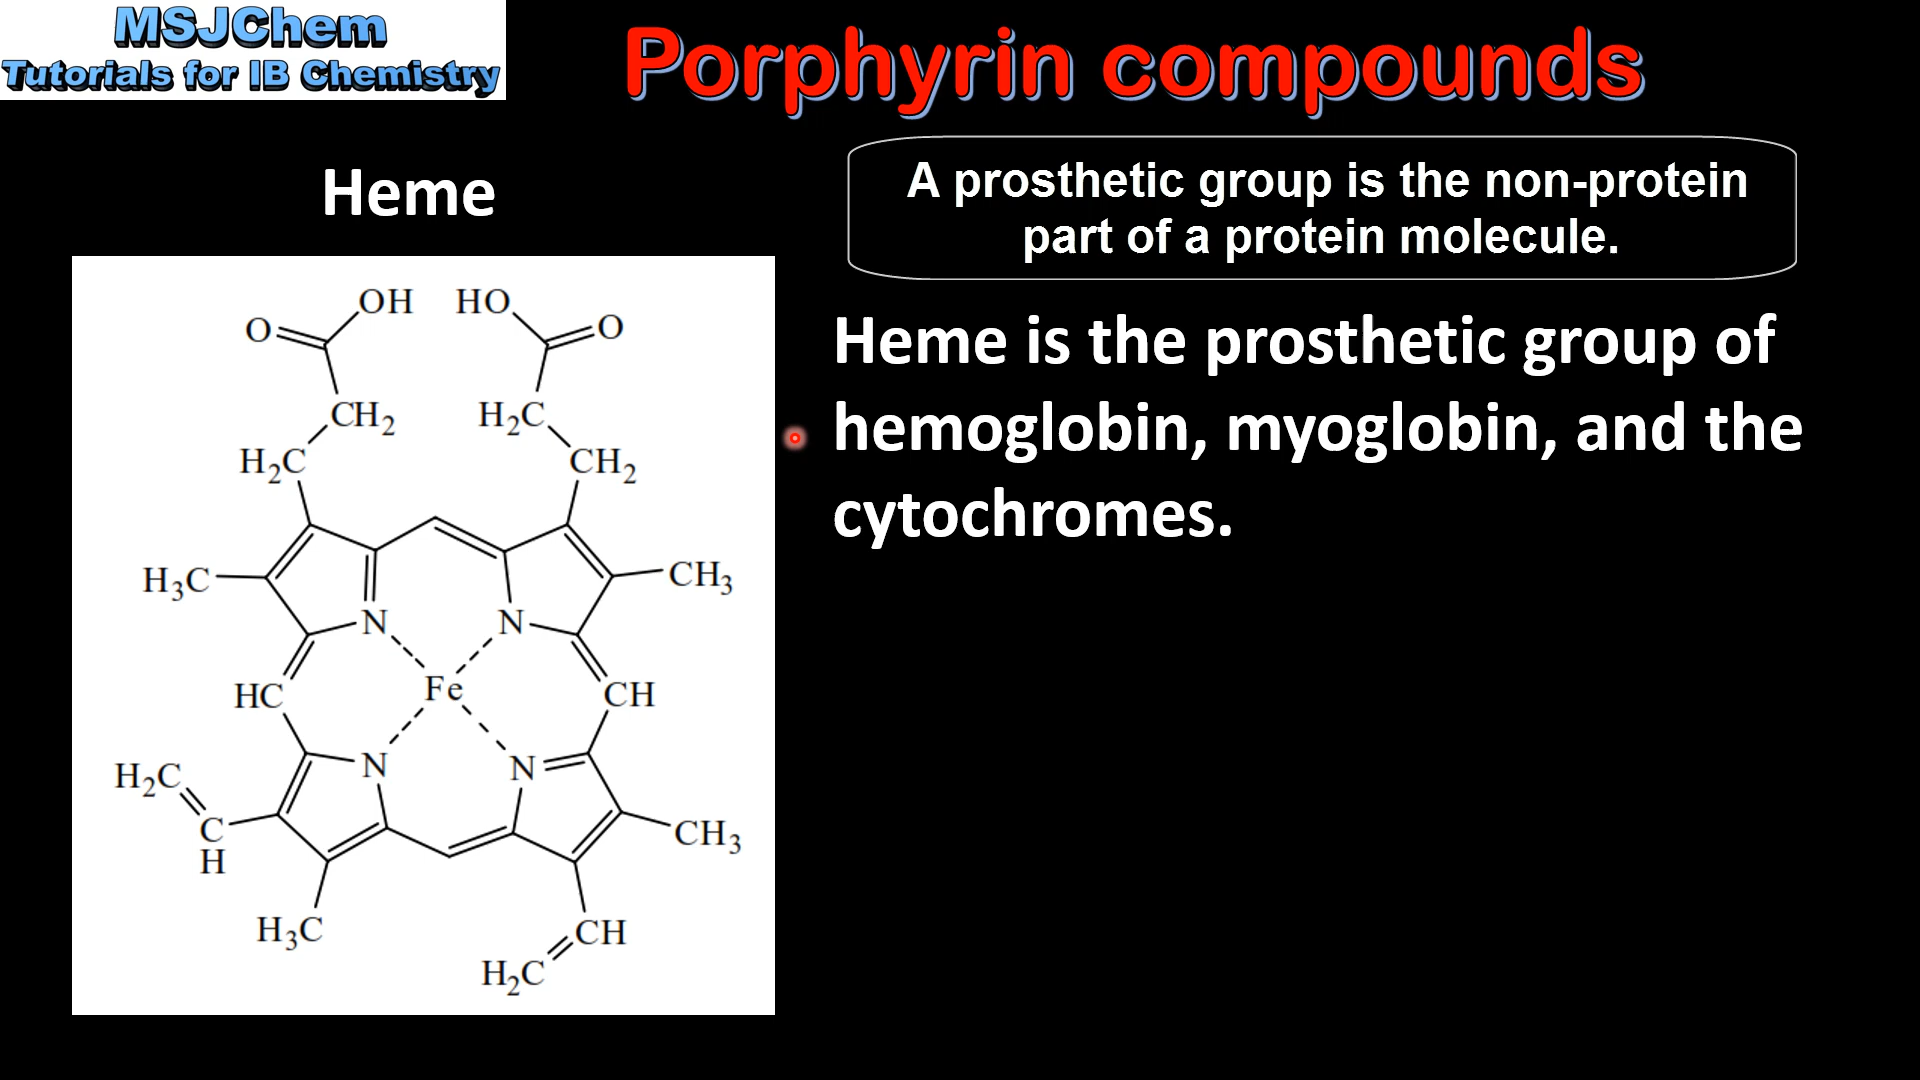 MSJChem
Tutorials for IB Chemistry
Porphyrin compounds
Heme
A prosthetic group is the non-protein
part of a protein molecule.
Heme is the prosthetic group of
hemoglobin, myoglobin, and the
cytochromes.
O OH HO O
CH₂ H₂C
H₂C CH₂
H₃C CH₃
N N
HC Fe CH
N N
H₂C
C
H
CH₃
H₃C CH
H₂C